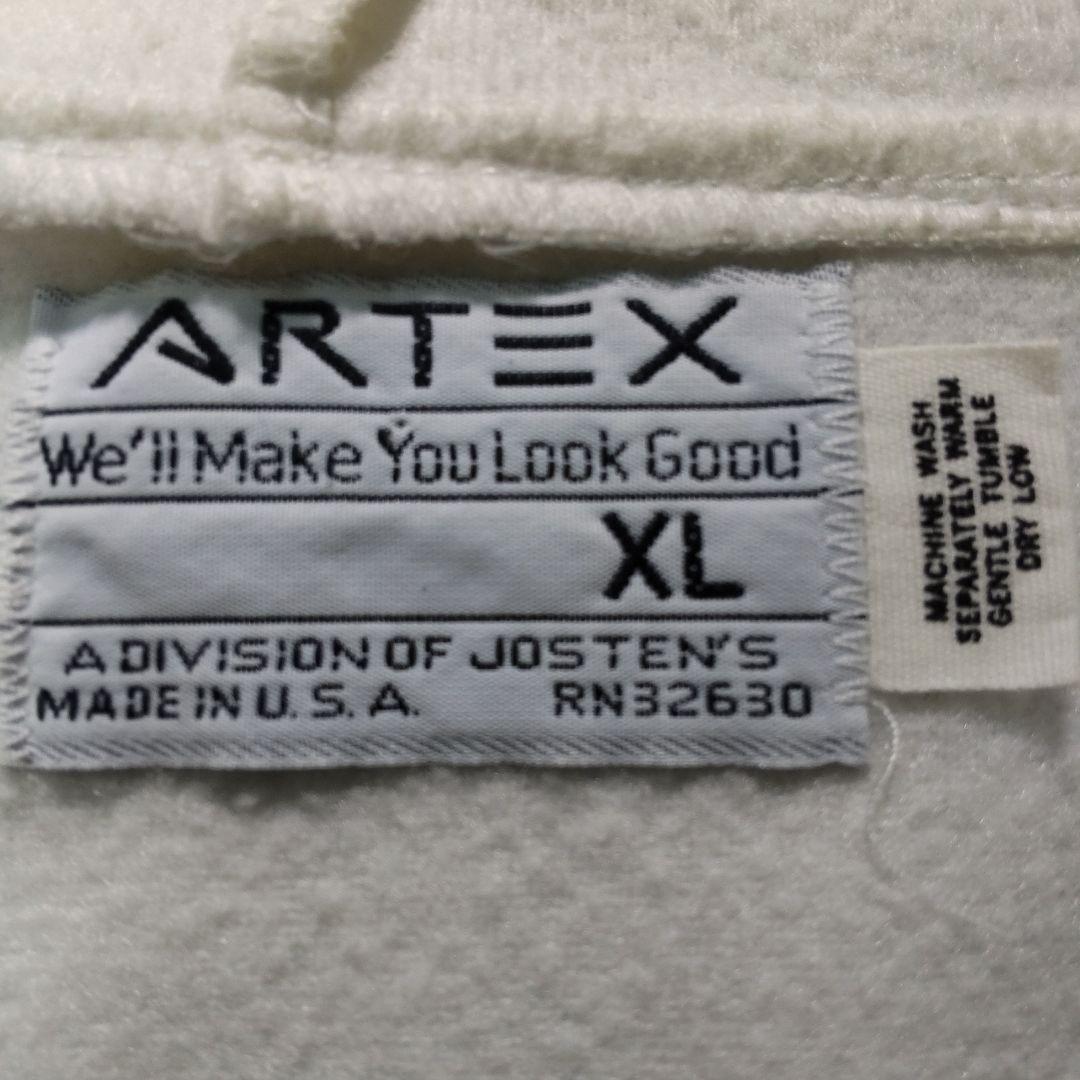 ARTEX
We'll Make You Look Good
XL
A DIVISION OF JOSTEN'S
MADE IN U.S.A. RN32630
MACHINE WASH
SEPARATELY WARM
GENTLE TUMBLE
DRY LOW